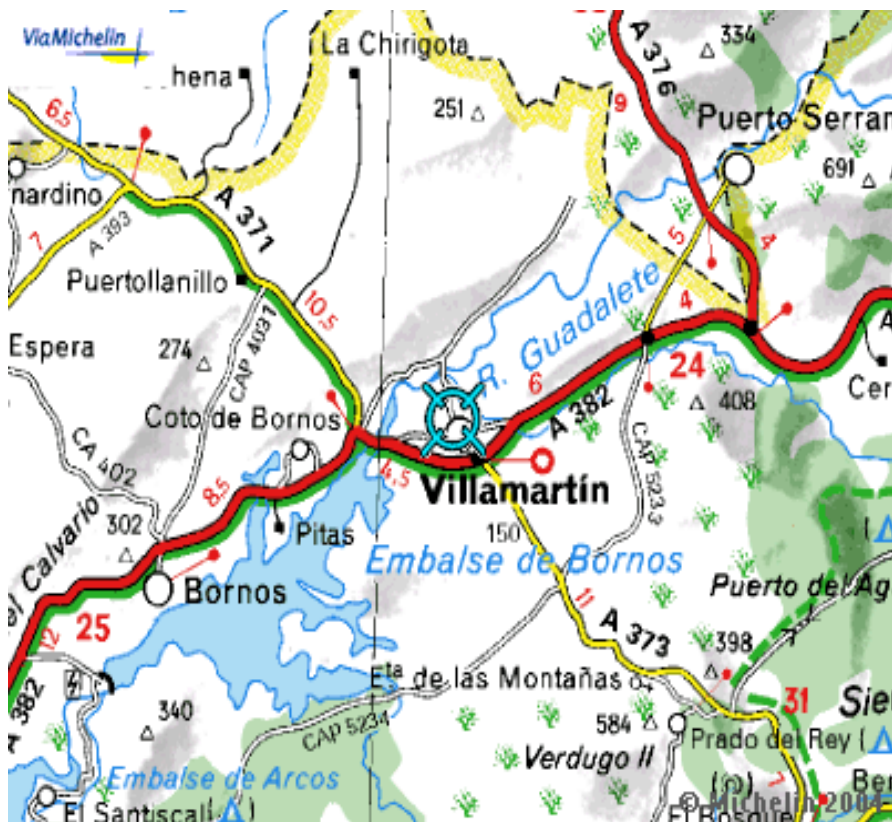 ViaMichelin
La Chirigota
A 376
334
hena
6,5
251
9
Puerto Serran
691
nardino
A 371
7
A 393
5
4
Puertollanillo
10,5
R. Guadalete
4
Espera
274
CAP 4031
6
24
A
Cer
408
Coto de Bornos
A 382
CA 402
4,5
Villamartín
CAP 5233
8,5
302
Pitas
150
el Calvario
Embalse de Bornos
Bornos
Puerto del Ag
25
11
A 373
12
398
Eta de las Montañas
31
Sie
A 382
340
CAP 5234
584
Prado del Rey
Verdugo II
7
Embalse de Arcos
Ber
El Santiscal
El Bosque
© Michelin 2004